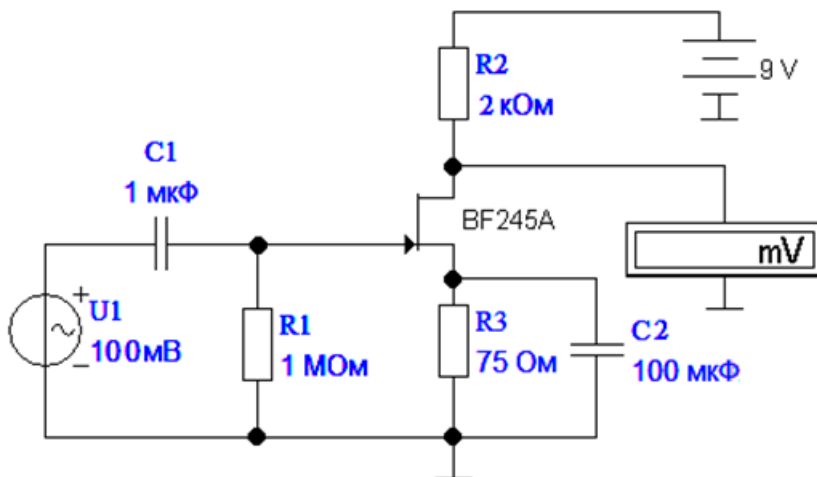 R2
2 кОм
9 V
C1
1 мкФ
BF245A
mV
U1
100мВ
R1
1 МОм
R3
75 Ом
C2
100 мкФ